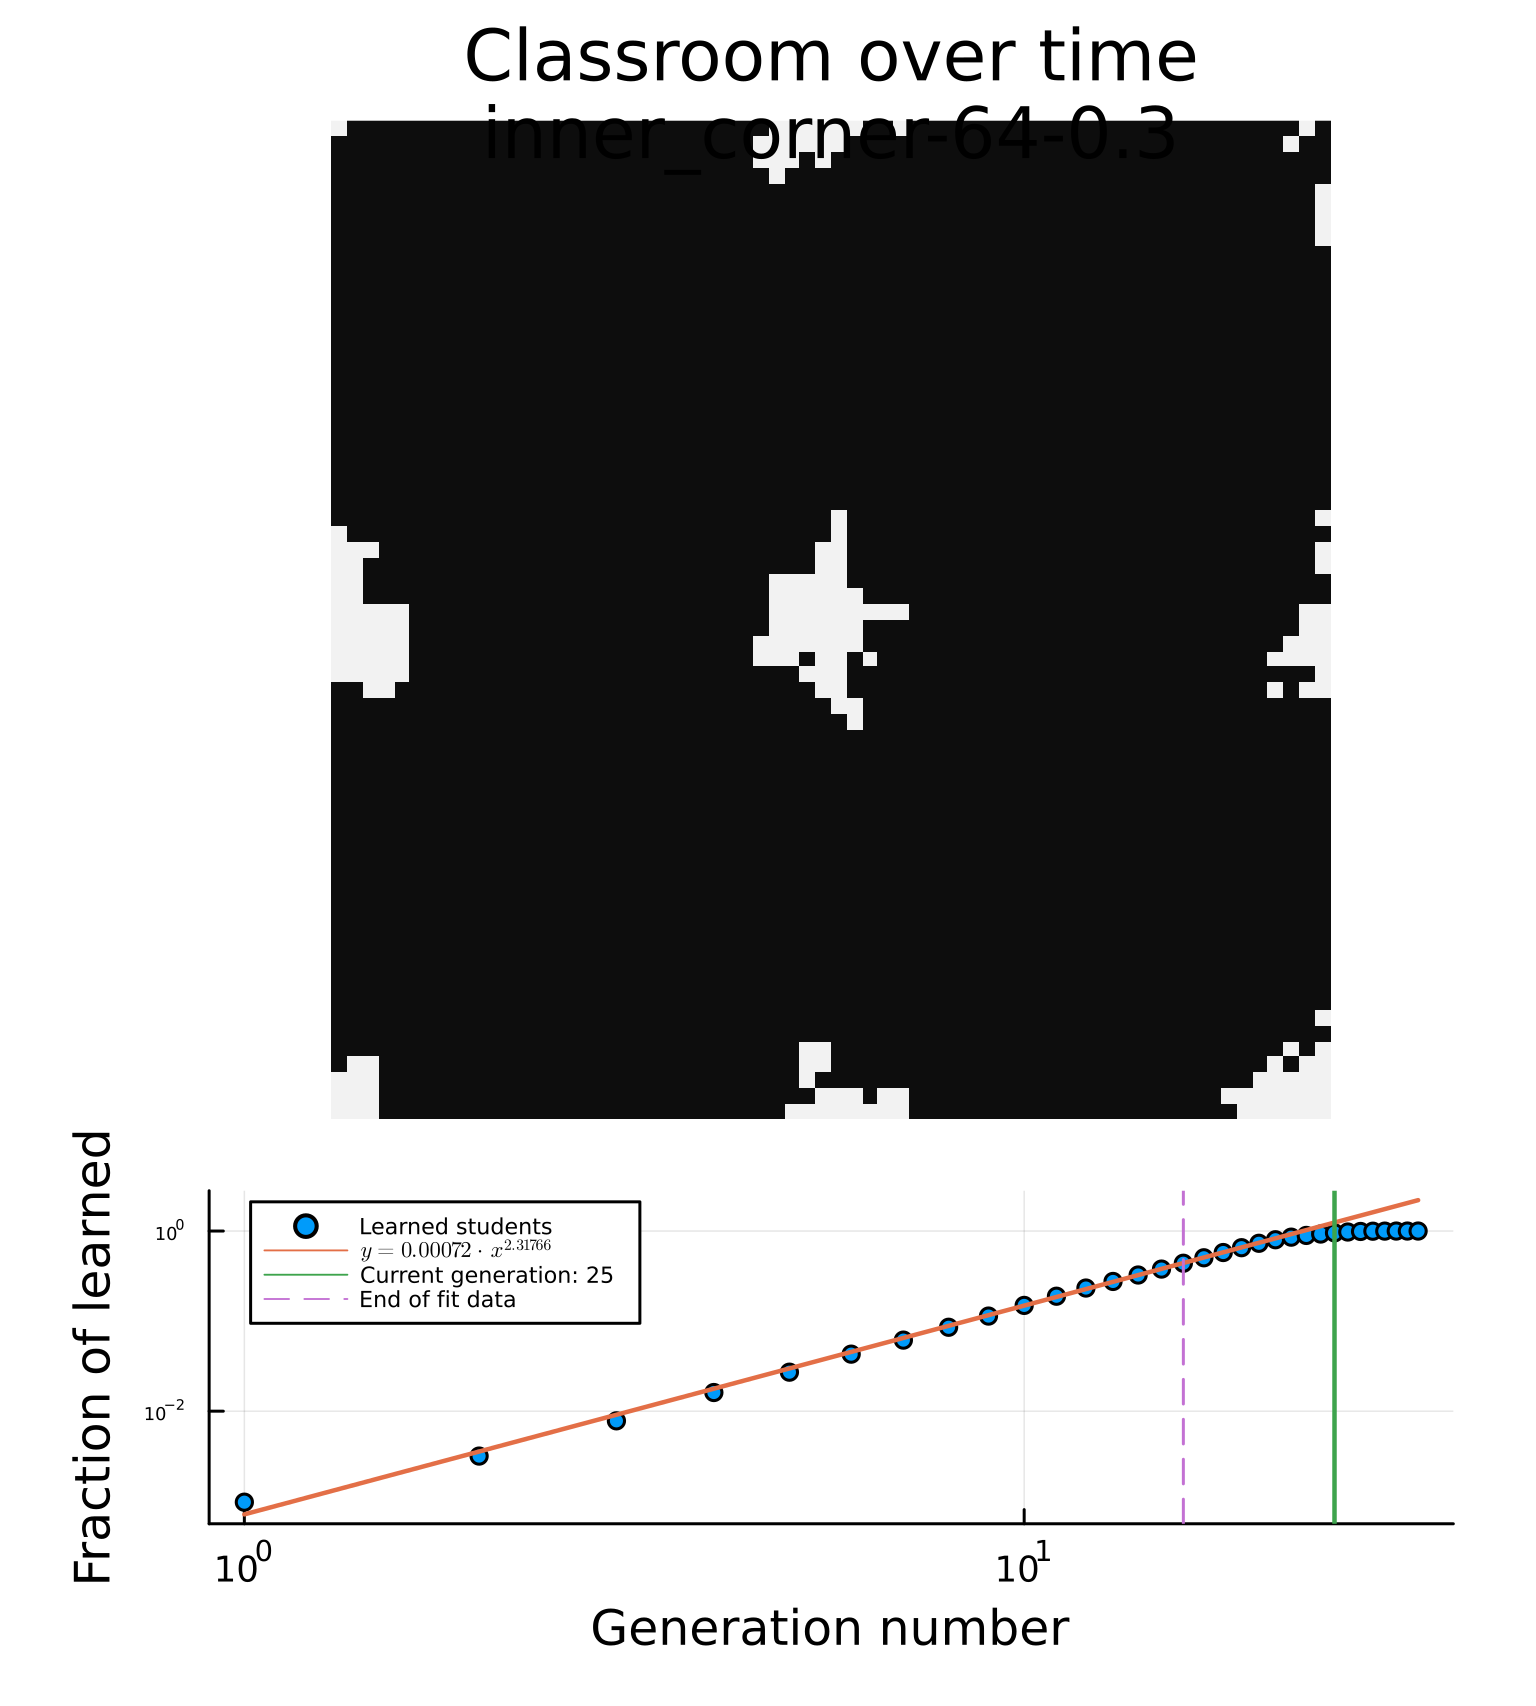 Classroom over time
inner_corner-64-0.3
Fraction of learned
10⁰
10⁻²
Learned students
y = 0.00072 · x^2.31766
Current generation: 25
End of fit data
10⁰
10¹
Generation number